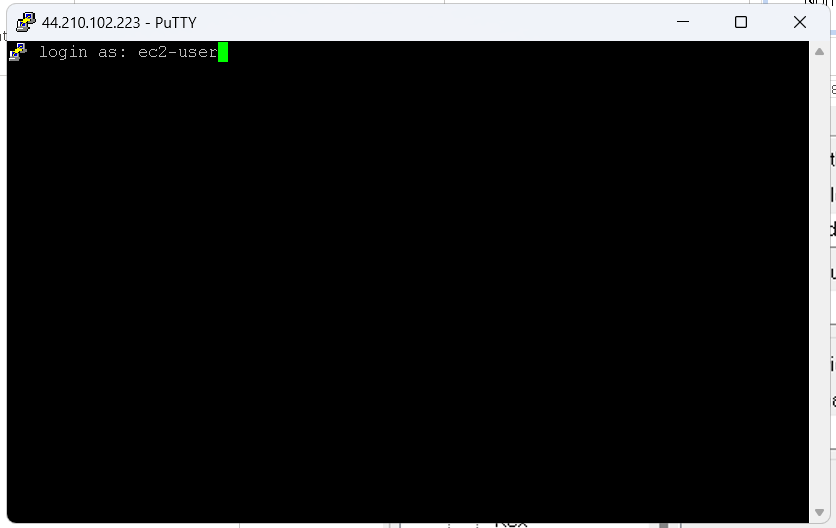 44.210.102.223 - PuTTY
login as: ec2-user